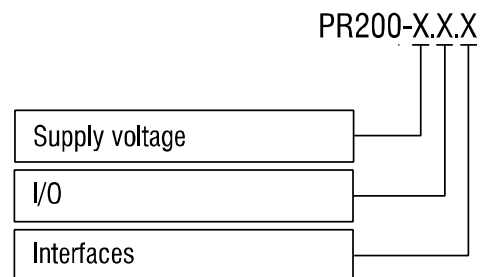 PR200-X.X.X
Supply voltage
I/O
Interfaces